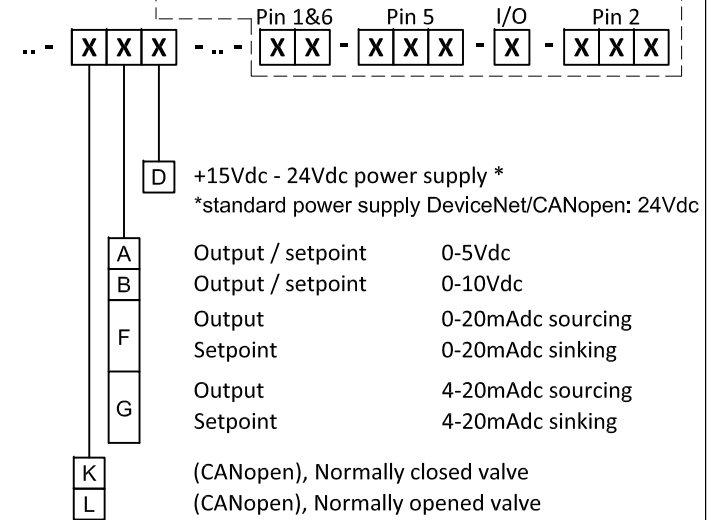 Pin 1&6 Pin 5 I/O Pin 2
.. - X X X - .. - X X - X X X - X - X X X
D +15Vdc - 24Vdc power supply *
*standard power supply DeviceNet/CANopen: 24Vdc
A Output / setpoint 0-5Vdc
B Output / setpoint 0-10Vdc
F Output 0-20mAdc sourcing
Setpoint 0-20mAdc sinking
G Output 4-20mAdc sourcing
Setpoint 4-20mAdc sinking
K (CANopen), Normally closed valve
L (CANopen), Normally opened valve